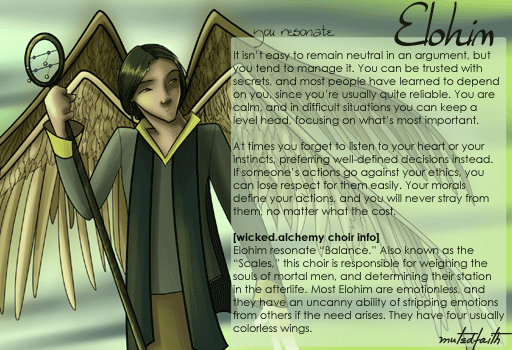 you resonate
Elohim
It isn't easy to remain neutral in an argument, but
you tend to manage it. You can be trusted with
secrets, and most people have learned to depend
on you, since you're usually quite reliable. You are
calm, and in difficult situations you can keep a
level head, focusing on what's most important.
At times you forget to listen to your heart or your
instincts, preferring well-defined decisions instead.
If someone's actions go against your ethics, you
can lose respect for them easily. Your morals
define your actions, and you will never stray from
them, no matter what the cost.
[wicked.alchemy choir info]
Elohim resonate "Balance." Also known as the
"Scales," this choir is responsible for weighing the
souls of mortal men, and determining their station
in the afterlife. Most Elohim are emotionless, and
they have an uncanny ability of stripping emotions
from others if the need arises. They have four usually
colorless wings.
mutedfaith